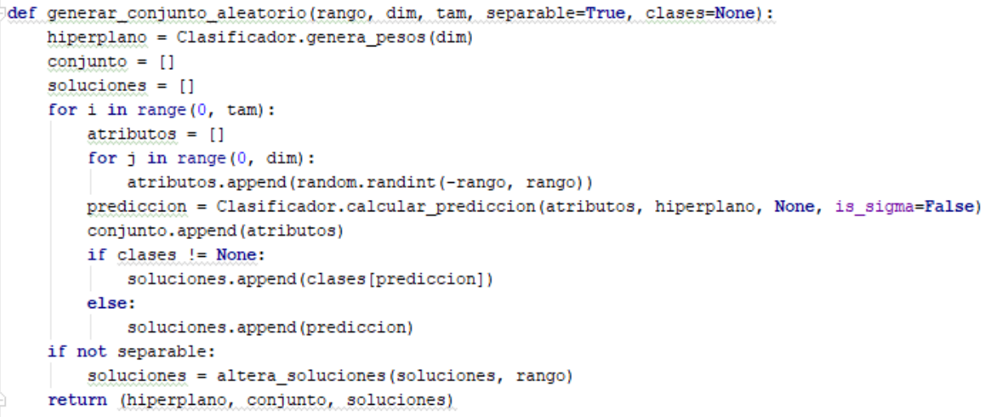 def generar_conjunto_aleatorio(rango, dim, tam, separable=True, clases=None):
    hiperplano = Clasificador.genera_pesos(dim)
    conjunto = []
    soluciones = []
    for i in range(0, tam):
        atributos = []
        for j in range(0, dim):
            atributos.append(random.randint(-rango, rango))
        prediccion = Clasificador.calcular_prediccion(atributos, hiperplano, None, is_sigma=False)
        conjunto.append(atributos)
        if clases != None:
            soluciones.append(clases[prediccion])
        else:
            soluciones.append(prediccion)
    if not separable:
        soluciones = altera_soluciones(soluciones, rango)
    return (hiperplano, conjunto, soluciones)